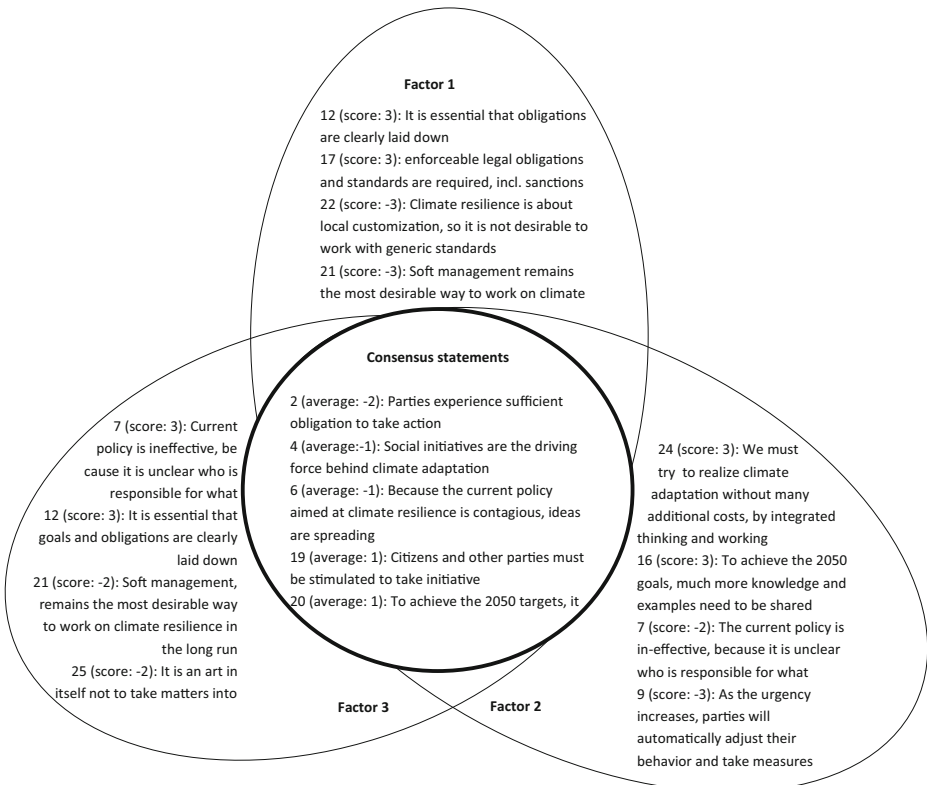 Factor 1
12 (score: 3): It is essential that obligations
are clearly laid down
17 (score: 3): enforceable legal obligations
and standards are required, incl. sanctions
22 (score: -3): Climate resilience is about
local customization, so it is not desirable to
work with generic standards
21 (score: -3): Soft management remains
the most desirable way to work on climate
Consensus statements
2 (average: -2): Parties experience sufficient
obligation to take action
4 (average:-1): Social initiatives are the driving
force behind climate adaptation
6 (average: -1): Because the current policy
aimed at climate resilience is contagious, ideas
are spreading
19 (average: 1): Citizens and other parties must
be stimulated to take initiative
20 (average: 1): To achieve the 2050 targets, it
7 (score: 3): Current
policy is ineffective, be
cause it is unclear who is
responsible for what
12 (score: 3): It is essential that
goals and obligations are clearly
laid down
21 (score: -2): Soft management,
remains the most desirable way
to work on climate resilience in
the long run
25 (score: -2): It is an art in
itself not to take matters into
Factor 3
24 (score: 3): We must
try to realize climate
adaptation without many
additional costs, by integrated
thinking and working
16 (score: 3): To achieve the 2050
goals, much more knowledge and
examples need to be shared
7 (score: -2): The current policy is
in-effective, because it is unclear
who is responsible for what
9 (score: -3): As the urgency
increases, parties will
automatically adjust their
behavior and take measures
Factor 2